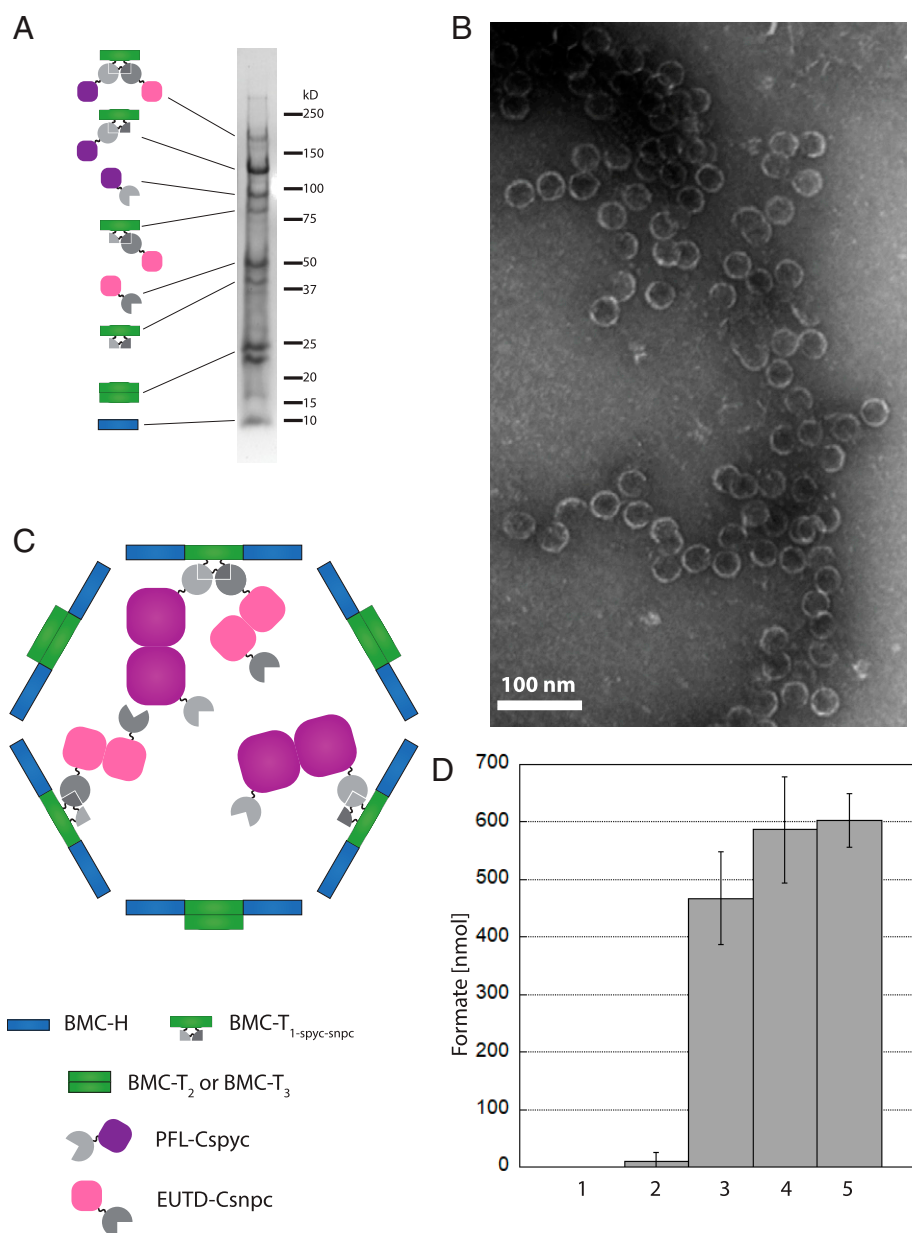 A
kD
250
150
100
75
50
37
25
20
15
10
B
100 nm
C
BMC-H
BMC-T1-spyc-snpc
BMC-T2 or BMC-T3
PFL-Cspyc
EUTD-Csnpc
D
700
600
500
400
300
200
100
0
Formate [nmol]
1 2 3 4 5